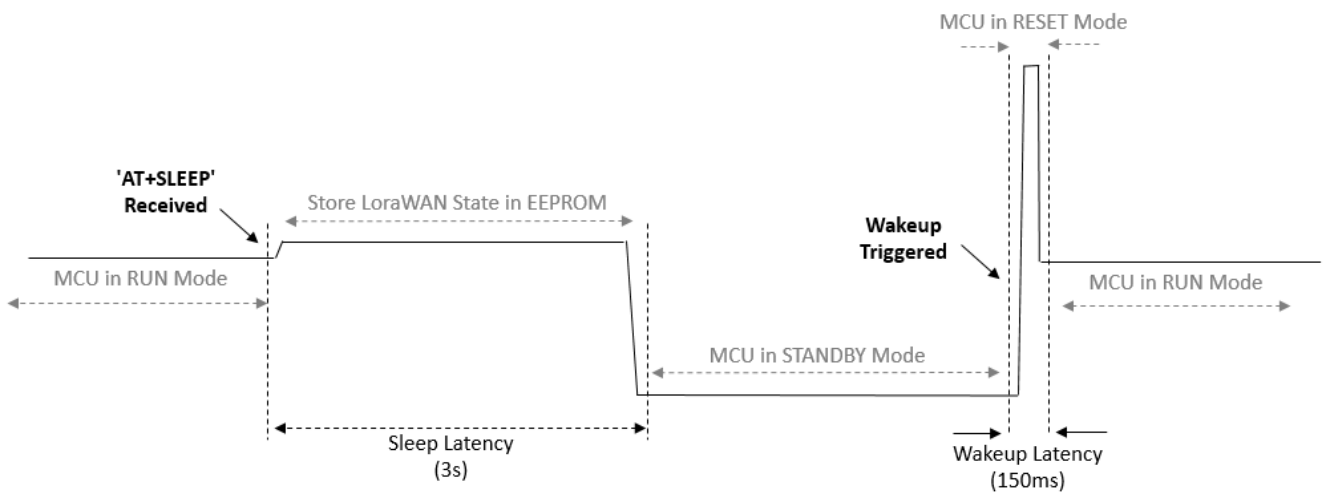 MCU in RESET Mode
'AT+SLEEP'
Received
Store LoraWAN State in EEPROM
Wakeup
Triggered
MCU in RUN Mode
MCU in RUN Mode
MCU in STANDBY Mode
Sleep Latency
(3s)
Wakeup Latency
(150ms)